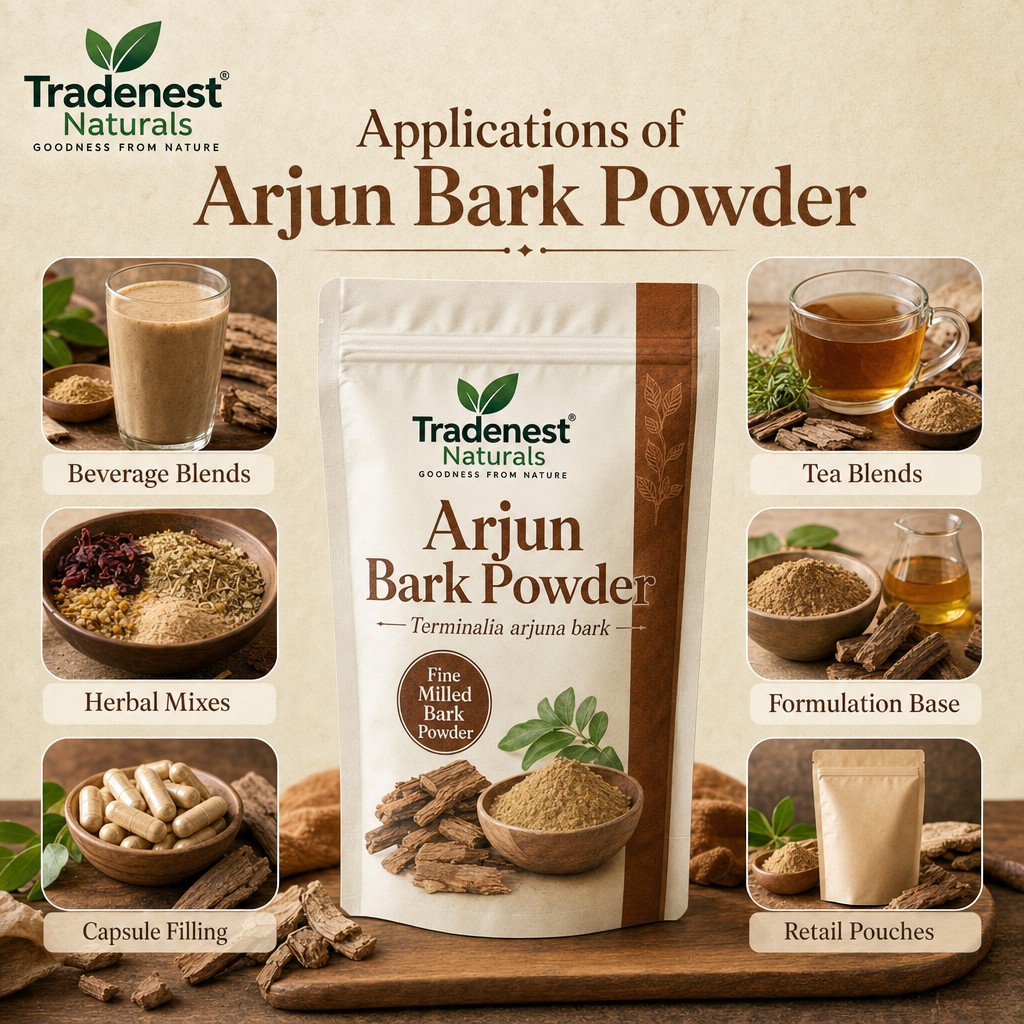 Tradenest®
Naturals
GOODNESS FROM NATURE
Applications of
Arjun Bark Powder
Beverage Blends
Herbal Mixes
Capsule Filling
Tradenest®
Naturals
GOODNESS FROM NATURE
Arjun
Bark Powder
Terminalia arjuna bark
Fine
Milled
Bark
Powder
Tea Blends
Formulation Base
Retail Pouches